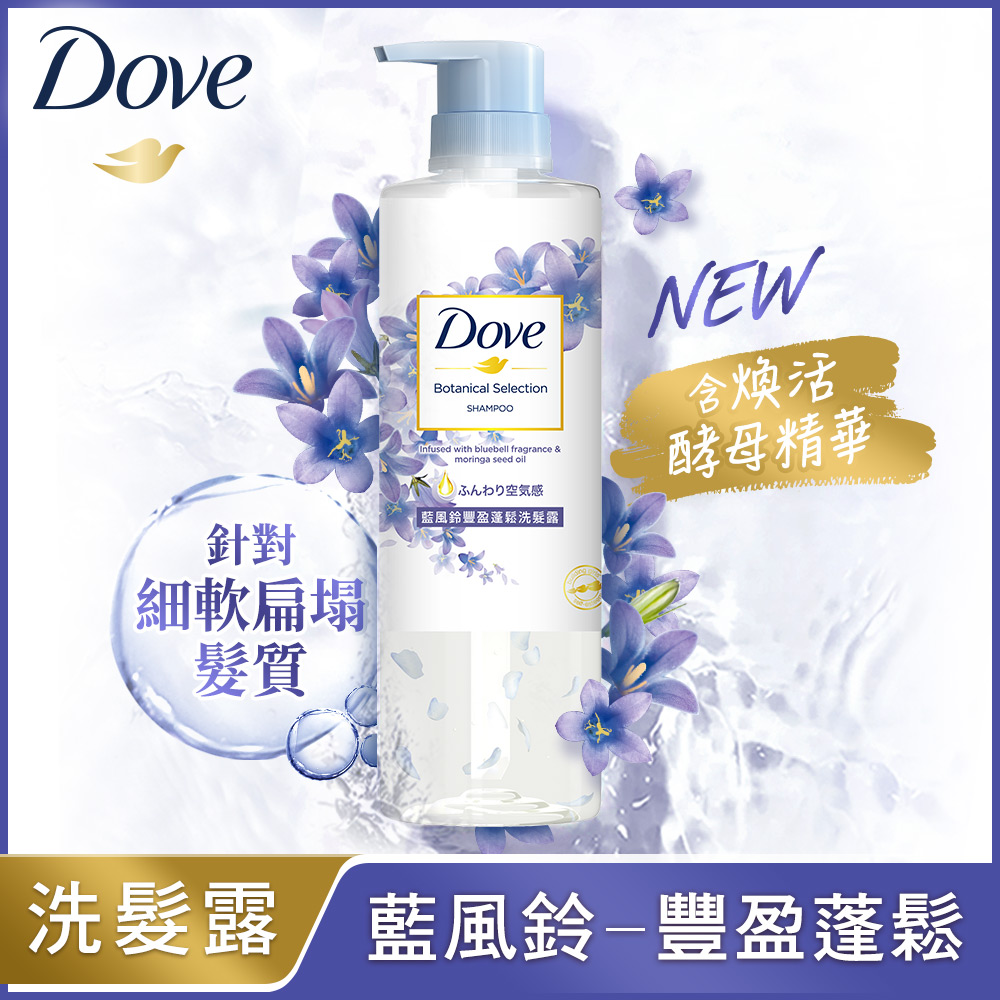 Dove
NEW
含煥活
酵母精華
Dove
Botanical Selection
SHAMPOO
Infused with bluebell fragrance &
moringa seed oil
ふんわり空気感
藍風鈴豐盈蓬鬆洗髮露
針對
細軟扁塌
髮質
洗髮露
藍風鈴–豐盈蓬鬆